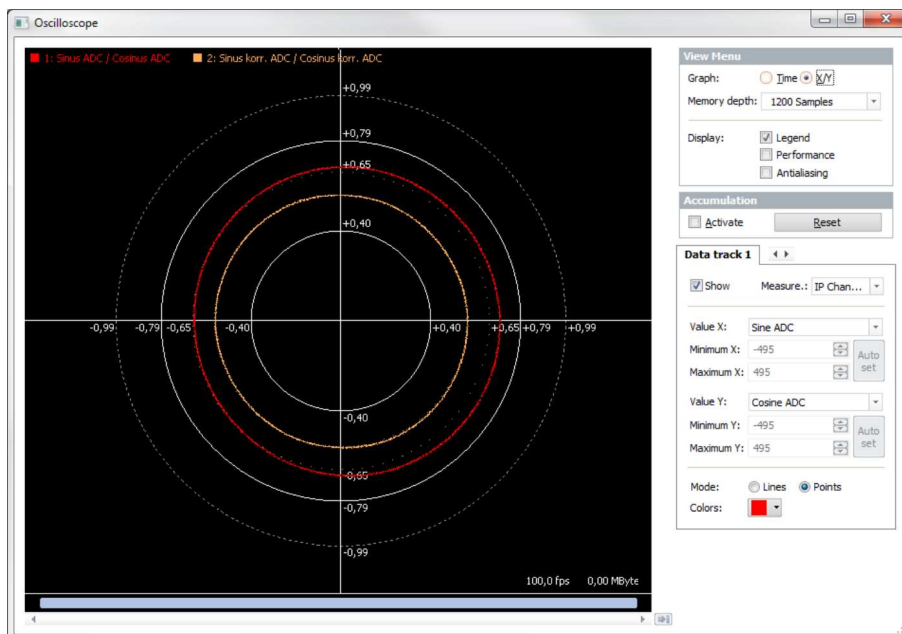 Oscilloscope
1: Sinus ADC / Cosinus ADC 2: Sinus korr. ADC / Cosinus korr. ADC
+0,99
+0,79
+0,65
+0,40
-0,99 -0,79 -0,65 -0,40 +0,40 +0,65 +0,79 +0,99
-0,40
-0,65
-0,79
-0,99
100,0 fps 0,00 MByte
View Menu
Graph: Time X/Y
Memory depth: 1200 Samples
Display: Legend
Performance
Antialiasing
Accumulation
Activate Reset
Data track 1
Show Measure.: IP Chan...
Value X: Sine ADC
Minimum X: -495
Maximum X: 495
Auto
set
Value Y: Cosine ADC
Minimum Y: -495
Maximum Y: 495
Auto
set
Mode: Lines Points
Colors: